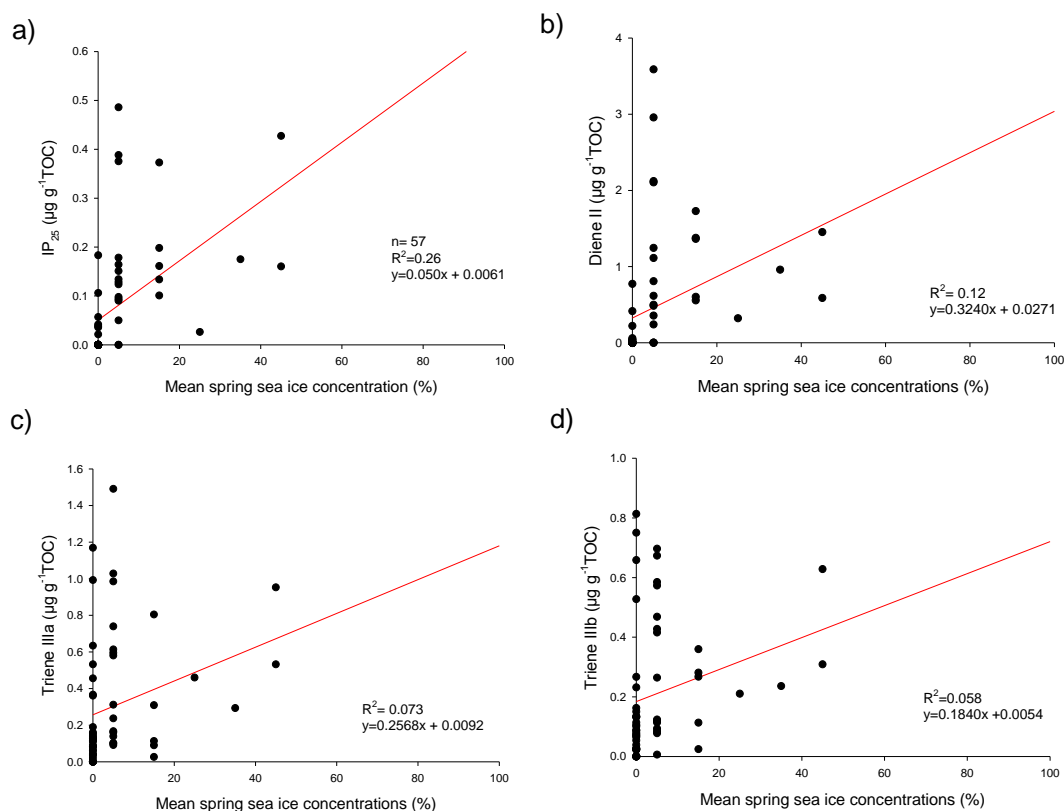 a)
0.6
0.5
0.4
0.3
0.2
0.1
0.0
IP25 (µg g-1TOC)
n= 57
R2=0.26
y=0.050x + 0.0061
0 20 40 60 80 100
Mean spring sea ice concentration (%)
b)
4
3
2
1
0
Diene II (µg g-1TOC)
R2= 0.12
y=0.3240x + 0.0271
0 20 40 60 80 100
Mean spring sea ice concentrations (%)
c)
1.6
1.4
1.2
1.0
0.8
0.6
0.4
0.2
0.0
Triene IIIa (µg g-1TOC)
R2= 0.073
y=0.2568x + 0.0092
0 20 40 60 80 100
Mean spring sea ice concentrations (%)
d)
1.0
0.8
0.6
0.4
0.2
0.0
Triene IIIb (µg g-1TOC)
R2=0.058
y=0.1840x +0.0054
0 20 40 60 80 100
Mean spring sea ice concentrations (%)